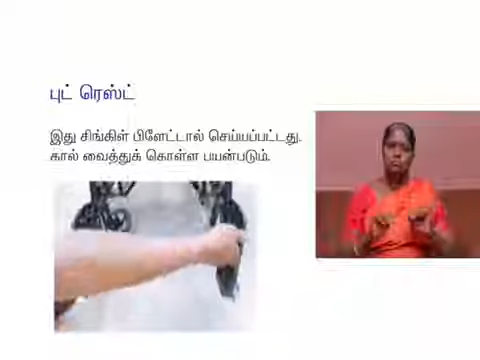 புட் ரெஸ்ட்
இது சிங்கிள் பிளேட்டால் செய்யப்பட்டது.
கால் வைத்துக் கொள்ள பயன்படும்.